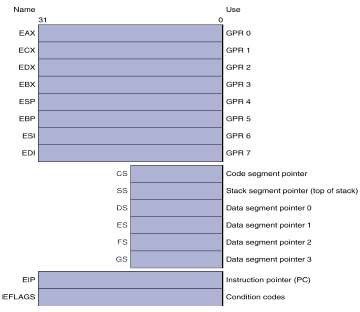 Name Use
31 0
EAX GPR 0
ECX GPR 1
EDX GPR 2
EBX GPR 3
ESP GPR 4
EBP GPR 5
ESI GPR 6
EDI GPR 7
CS Code segment pointer
SS Stack segment pointer (top of stack)
DS Data segment pointer 0
ES Data segment pointer 1
FS Data segment pointer 2
GS Data segment pointer 3
EIP Instruction pointer (PC)
EFLAGS Condition codes